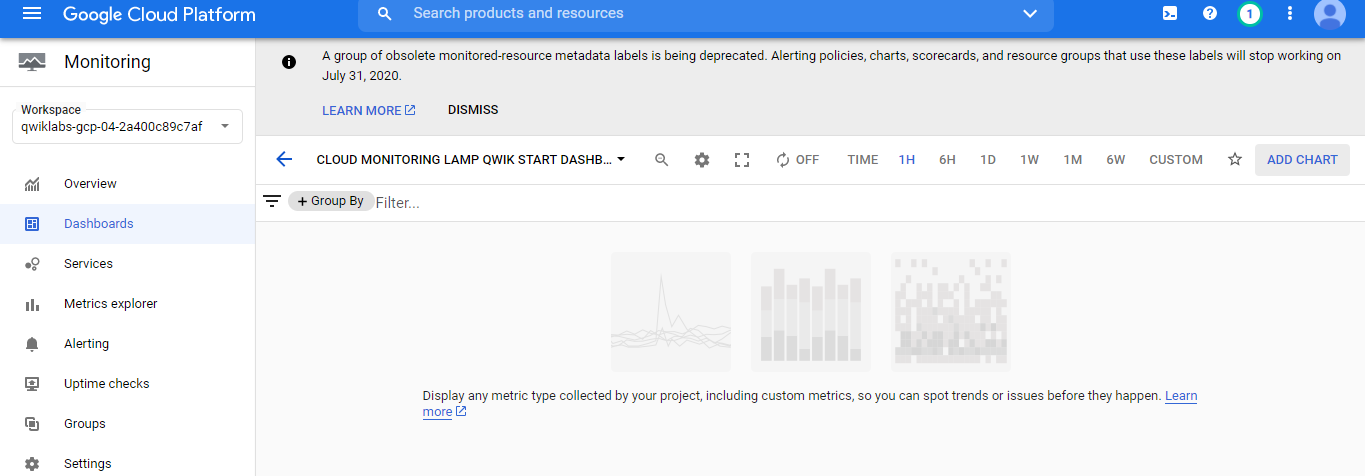 Google Cloud Platform
Search products and resources
1
Monitoring
Workspace
qwiklabs-gcp-04-2a400c89c7af
Overview
Dashboards
Services
Metrics explorer
Alerting
Uptime checks
Groups
Settings
A group of obsolete monitored-resource metadata labels is being deprecated. Alerting policies, charts, scorecards, and resource groups that use these labels will stop working on
July 31, 2020.
LEARN MORE DISMISS
CLOUD MONITORING LAMP QWIK START DASHB... OFF TIME 1H 6H 1D 1W 1M 6W CUSTOM ADD CHART
+ Group By Filter...
Display any metric type collected by your project, including custom metrics, so you can spot trends or issues before they happen. Learn
more